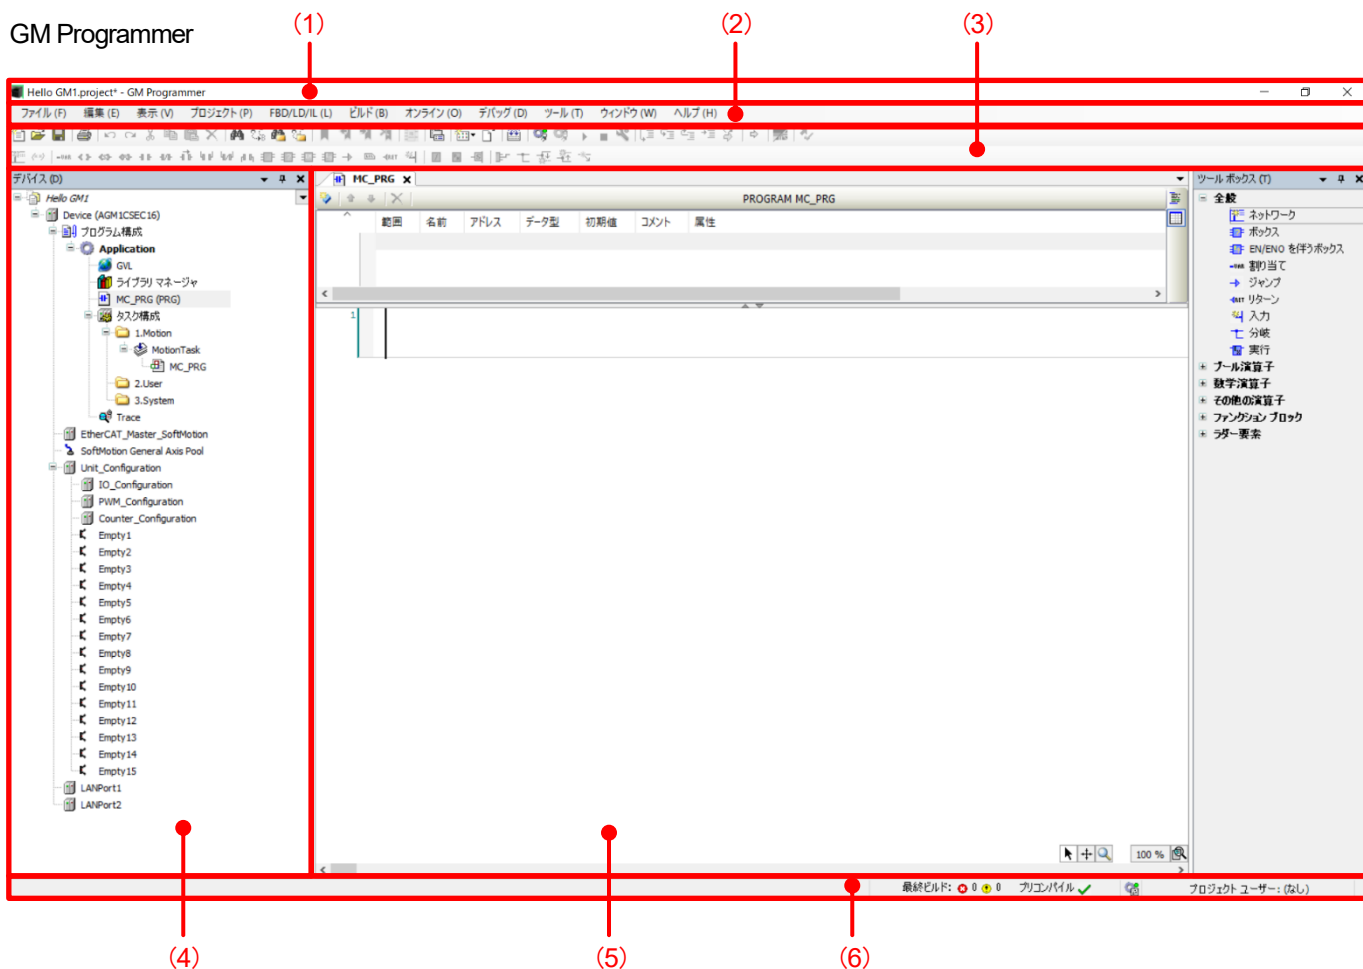 (1)
(2)
(3)
GM Programmer
Hello GM1.project* - GM Programmer
ファイル (F) 編集 (E) 表示 (V) プロジェクト (P) FBD/LD/IL (L) ビルド (B) オンライン (O) デバッグ (D) ツール (T) ウィンドウ (W) ヘルプ (H)
デバイス (D)
MC_PRG
ツール ボックス (T)
Hello GM1
Device (AGM1CSEC16)
プログラム構成
Application
GVL
ライブラリ マネージャ
MC_PRG (PRG)
タスク構成
1.Motion
MotionTask
MC_PRG
2.User
3.System
Trace
EtherCAT_Master_SoftMotion
SoftMotion General Axis Pool
Unit_Configuration
IO_Configuration
PWM_Configuration
Counter_Configuration
Empty1
Empty2
Empty3
Empty4
Empty5
Empty6
Empty7
Empty8
Empty9
Empty10
Empty11
Empty12
Empty13
Empty14
Empty15
LANPort1
LANPort2
PROGRAM MC_PRG
範囲 名前 アドレス データ型 初期値 コメント 属性
1
100 %
全般
ネットワーク
ボックス
EN/ENO を伴うボックス
割り当て
ジャンプ
リターン
入力
分岐
実行
ブール演算子
数学演算子
その他の演算子
ファンクション ブロック
ラダー要素
最終ビルド: 0 0 プリコンパイル プロジェクト ユーザー: (なし)
(4)
(5)
(6)